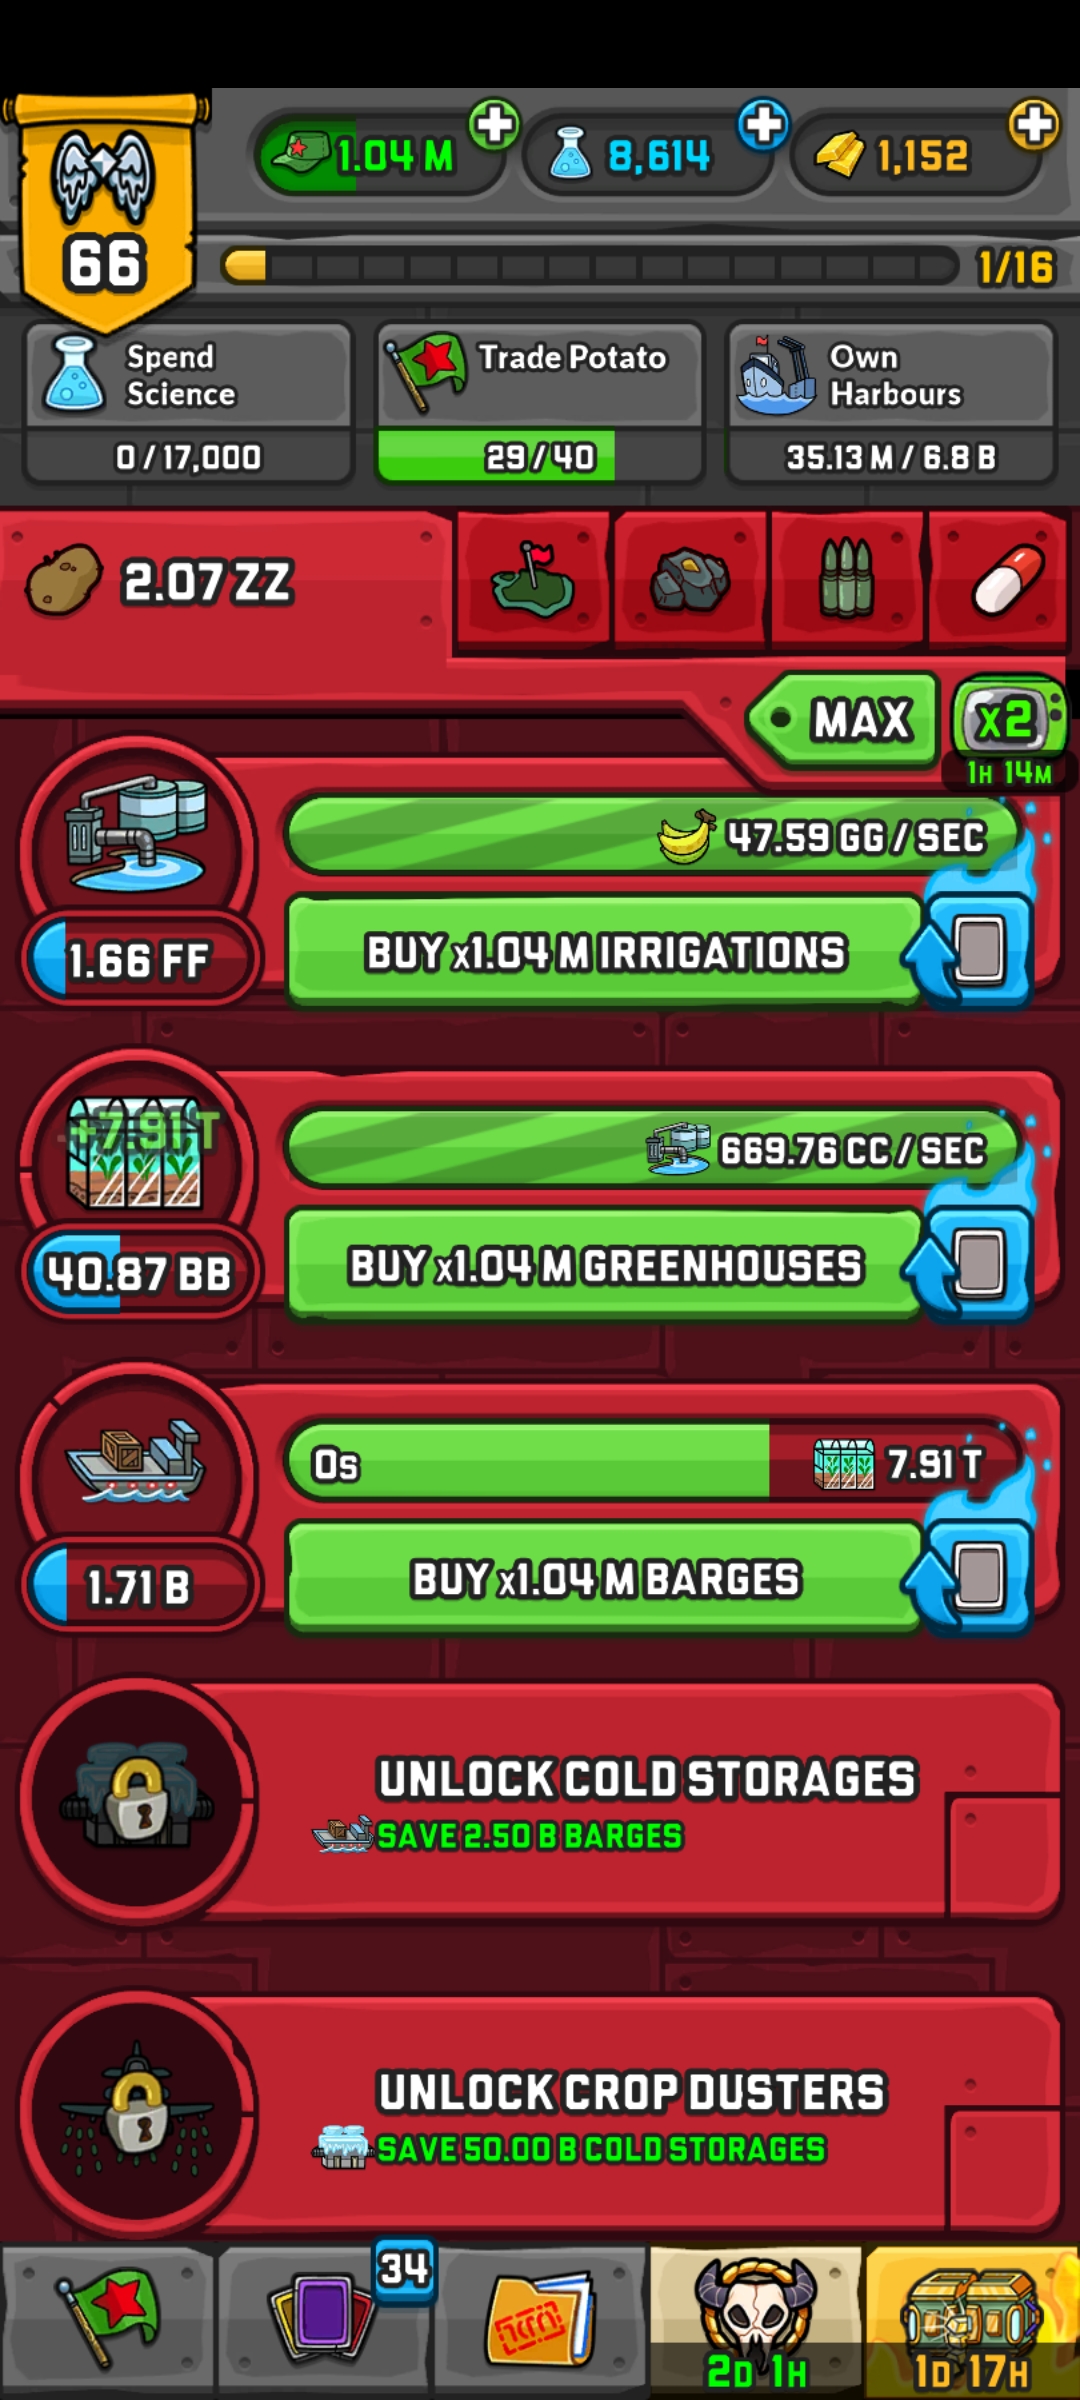 1.04 M
8,614
1,152
66
1/16
Spend
Science
0 / 17,000
Trade Potato
29 / 40
Own
Harbours
35.13 M / 6.8 B
2.07 ZZ
MAX
x2
1H 14M
47.59 GG / SEC
1.66 FF
BUY x1.04 M IRRIGATIONS
+7.91 T
669.76 CC / SEC
40.87 BB
BUY x1.04 M GREENHOUSES
0s
7.91 T
1.71 B
BUY x1.04 M BARGES
UNLOCK COLD STORAGES
SAVE 2.50 B BARGES
UNLOCK CROP DUSTERS
SAVE 50.00 B COLD STORAGES
34
2D 1H
1D 17H